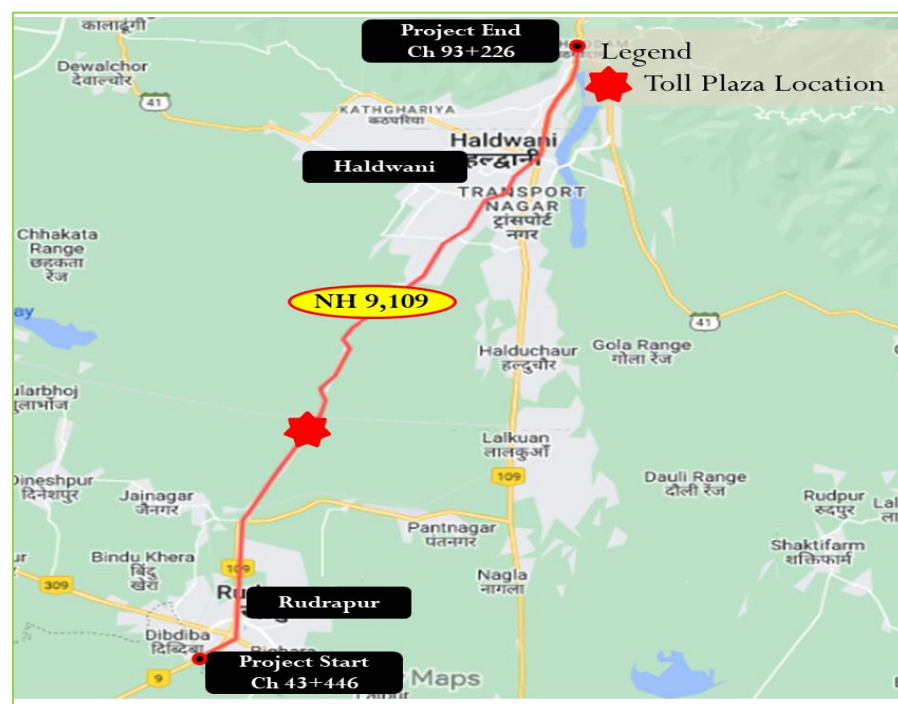 कालाढूंगी
Project End
Ch 93+226
Legend
Toll Plaza Location
Dewalchor
देवाल्चोर
41
KATHGHARIYA
कठघरिया
Haldwani
हल्द्वानी
Haldwani
TRANSPORT
NAGAR
ट्रांसपोर्ट
नगर
Chhakata
Range
छहकता
रेंज
NH 9,109
ay
41
Halduchaur
हल्दुचौर
Gola Range
गोला रेंज
ularbhoj
गुलार्भोज
Lalkuan
लालकुआँ
Dineshpur
दिनेशपुर
Jainagar
जैनगर
109
Dauli Range
दौली रेंज
Rudpur
रुदपुर
Pantnagar
पंतनगर
Shaktifarm
शक्तिफार्म
Bindu Khera
बिंदु
खेरा
109
309
Nagla
नागला
Rudrapur
Dibdiba
दिब्दिबा
Project Start
Ch 43+446
9
Maps